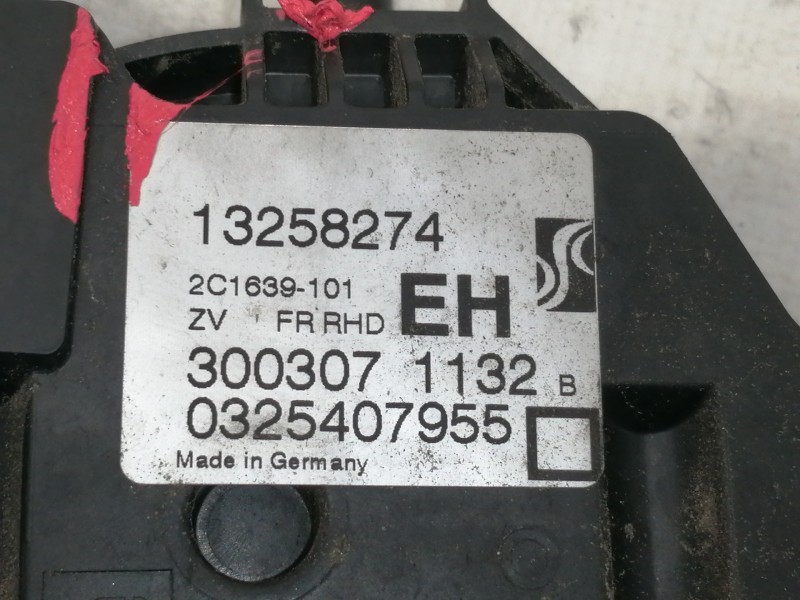 13258274
2C1639-101
EH
ZV FR RHD
300307 1132 B
0325407955
Made in Germany